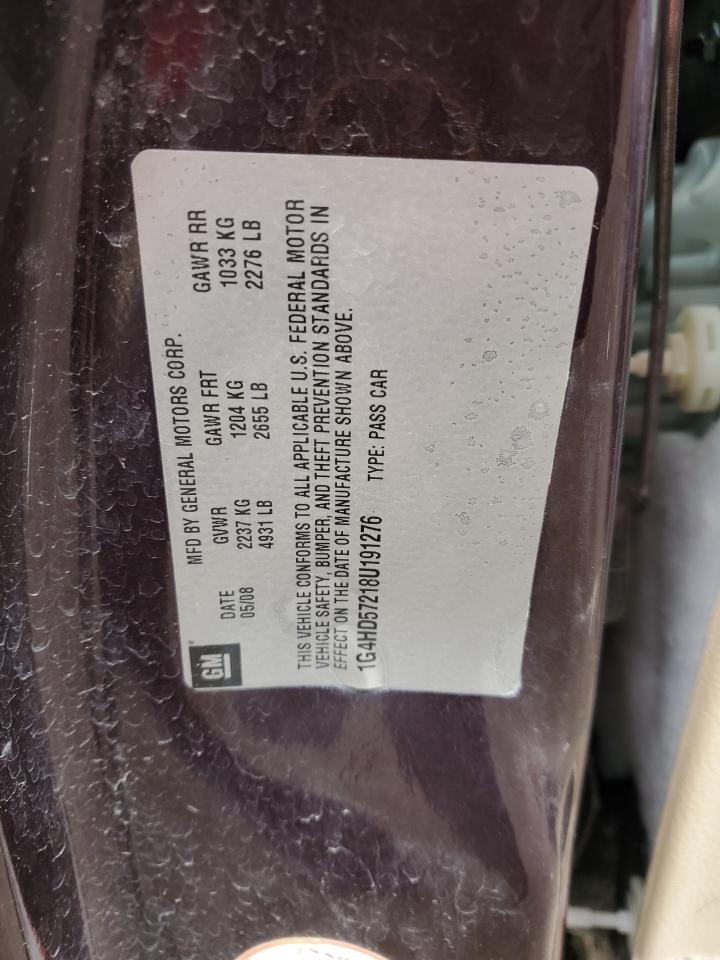 MFD BY GENERAL MOTORS CORP.
DATE GVWR GAWR FRT GAWR RR
05/08 2237 KG 1204 KG 1033 KG
4931 LB 2655 LB 2276 LB
GM
THIS VEHICLE CONFORMS TO ALL APPLICABLE U.S. FEDERAL MOTOR
VEHICLE SAFETY, BUMPER, AND THEFT PREVENTION STANDARDS IN
EFFECT ON THE DATE OF MANUFACTURE SHOWN ABOVE.
1G4HD57218U191276 TYPE: PASS CAR